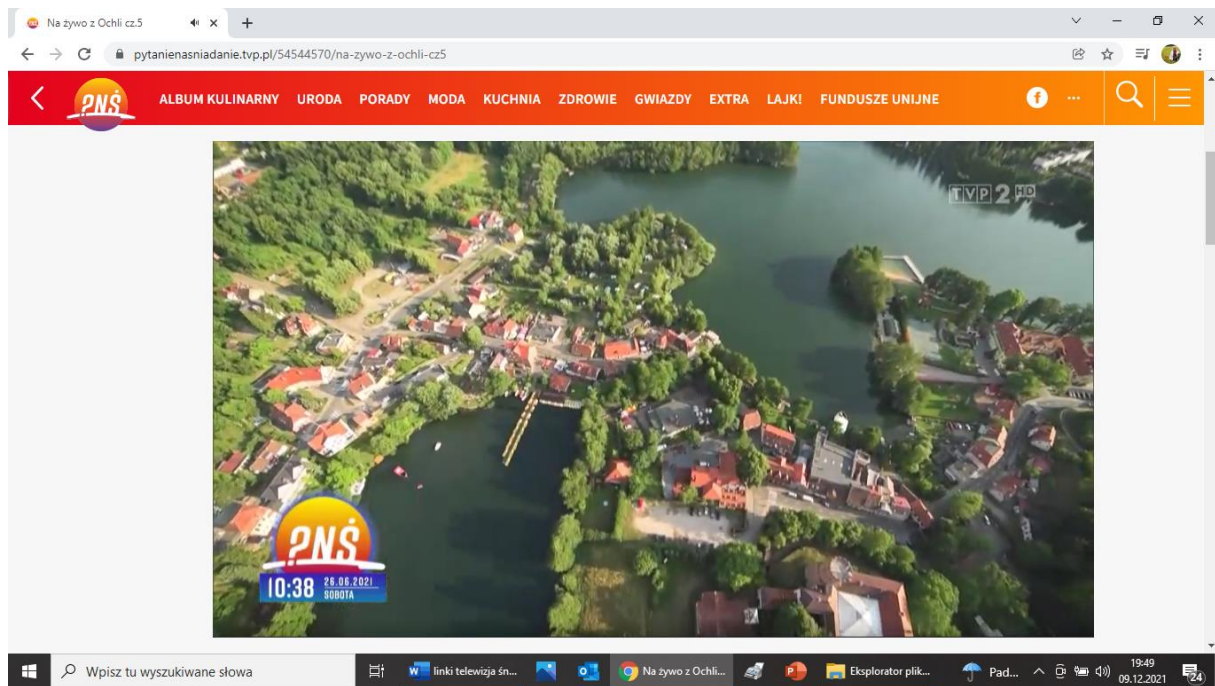 Na żywo z Ochli cz.5
pytanienasniadanie.tvp.pl/54544570/na-zywo-z-ochli-cz5
PNŚ ALBUM KULINARNY URODA PORADY MODA KUCHNIA ZDROWIE GWIAZDY EXTRA LAJK! FUNDUSZE UNIJNE
TVP 2 HD
PNŚ
10:38 26.06.2021
SOBOTA
Wpisz tu wyszukiwane słowa linki telewizja śn... Na żywo z Ochli... Eksplorator plik... Pad... 19:49
09.12.2021 24